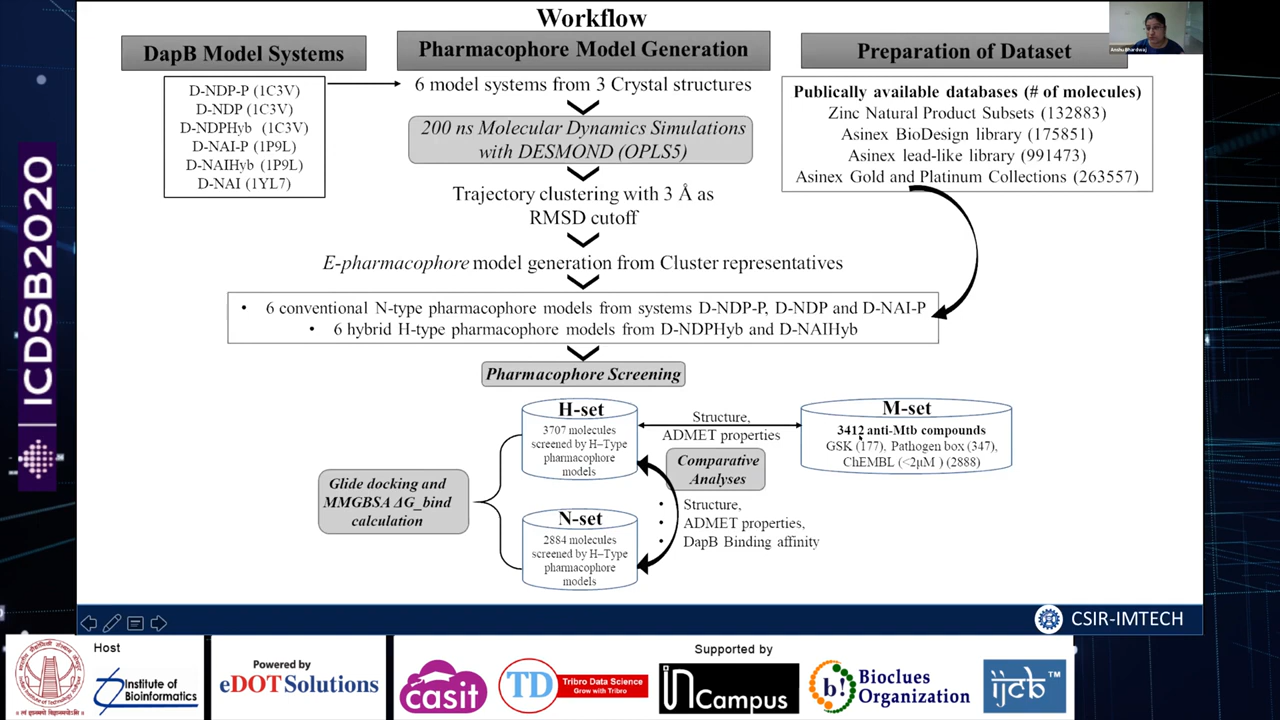 Workflow
DapB Model Systems
D-NDP-P (1C3V)
D-NDP (1C3V)
D-NDPHyb (1C3V)
D-NAI-P (1P9L)
D-NAIHyb (1P9L)
D-NAI (1YL7)
Pharmacophore Model Generation
6 model systems from 3 Crystal structures
200 ns Molecular Dynamics Simulations
with DESMOND (OPLS5)
Trajectory clustering with 3 Å as
RMSD cutoff
E-pharmacophore model generation from Cluster representatives
• 6 conventional N-type pharmacophore models from systems D-NDP-P, D-NDP and D-NAI-P
• 6 hybrid H-type pharmacophore models from D-NDPHyb and D-NAIHyb
Preparation of Dataset
Publically available databases (# of molecules)
Zinc Natural Product Subsets (132883)
Asinex BioDesign library (175851)
Asinex lead-like library (991473)
Asinex Gold and Platinum Collections (263557)
Anshu Bhardwaj
Pharmacophore Screening
H-set
3707 molecules
screened by H–Type
pharmacophore
models
Structure,
ADMET properties
M-set
3412 anti-Mtb compounds
GSK (177), Pathogen box (347),
ChEMBL (<2μM ) (2888)
Comparative
Analyses
• Structure,
• ADMET properties,
• DapB Binding affinity
Glide docking and
MMGBSA ΔG_bind
calculation
N-set
2884 molecules
screened by H–Type
pharmacophore
models
CSIR-IMTECH
ICDSB2020
Host
Institute of
Bioinformatics
Powered by
eDOT Solutions
Supported by
casit
TD
Tribro Data Science
Grow with Tribro
inCampus
b!
Bioclues
Organization
ijcb™